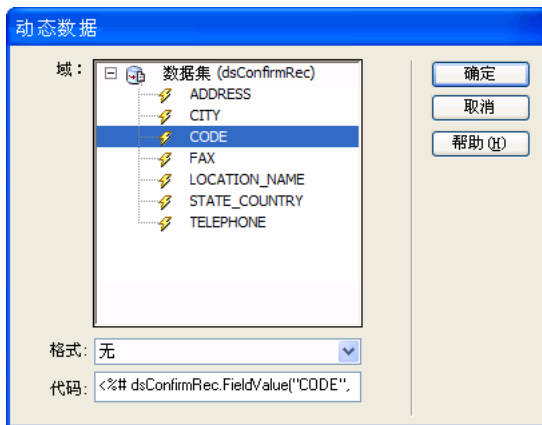 动态数据
域：
数据集 (dsConfirmRec)
ADDRESS
CITY
CODE
FAX
LOCATION_NAME
STATE_COUNTRY
TELEPHONE
确定
取消
帮助(H)
格式: 无
代码: <%# dsConfirmRec.FieldValue("CODE",